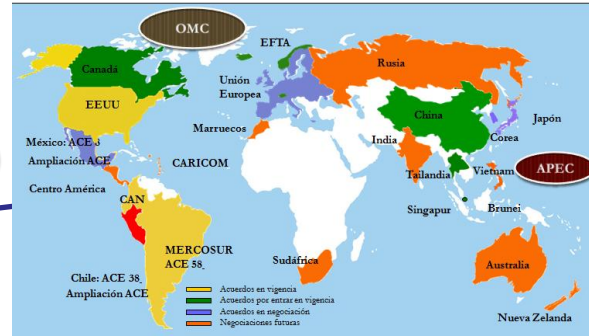 OMC
EFTA
Canadá
Rusia
Unión
Europea
EEUU
China
Japón
Marruecos
Corea
México: ACE 8
India
Ampliación ACE
CARICOM
Vietnam
APEC
Tailandia
Centro América
CAN
Singapur
Brunei
MERCOSUR
ACE 58.
Sudáfrica
Australia
Chile: ACE 38.
Ampliación ACE
Acuerdos en vigencia
Acuerdos por entrar en vigencia
Acuerdos en negociación
Negociaciones futuras
Nueva Zelanda